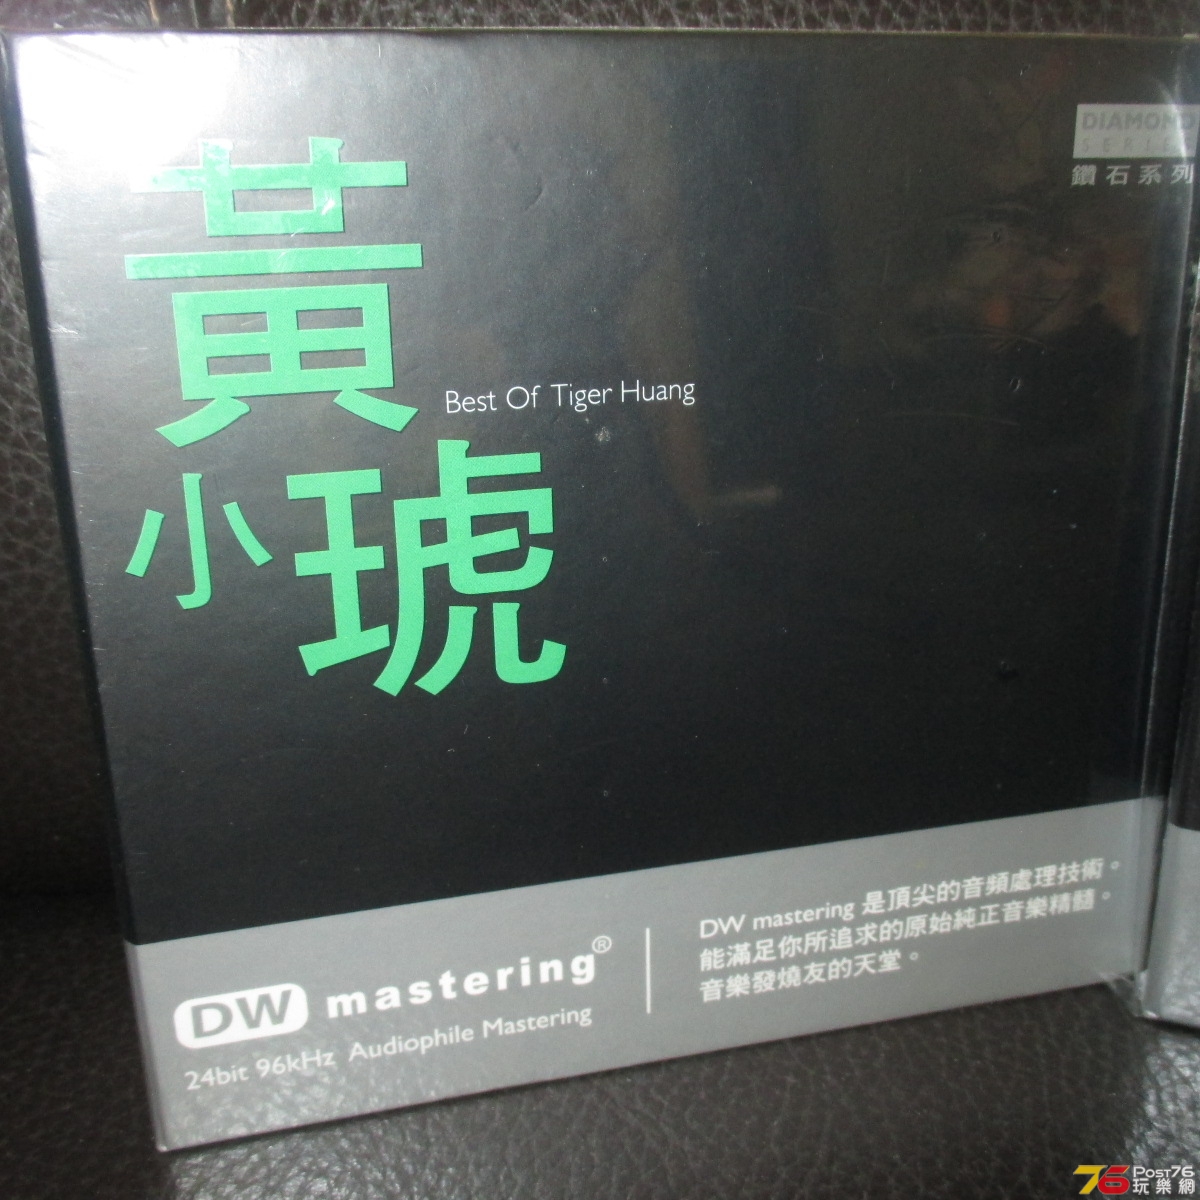 DIAMOND
SERIES
鑽石系列
黃
小琥
Best Of Tiger Huang
DW mastering®
24bit 96kHz Audiophile Mastering
DW mastering 是頂尖的音頻處理技術。
能滿足你所追求的原始純正音樂精髓。
音樂發燒友的天堂。
76 POST76
玩樂網